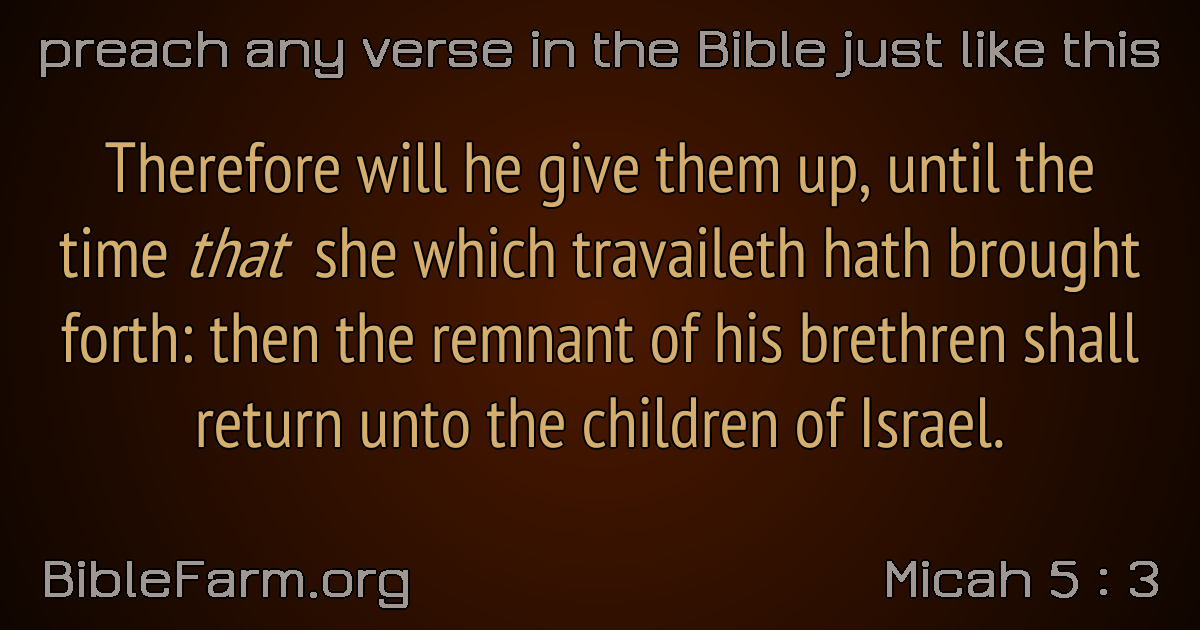 preach any verse in the Bible just like this
Therefore will he give them up, until the
time that she which travaileth hath brought
forth: then the remnant of his brethren shall
return unto the children of Israel.
BibleFarm.org
Micah 5 : 3